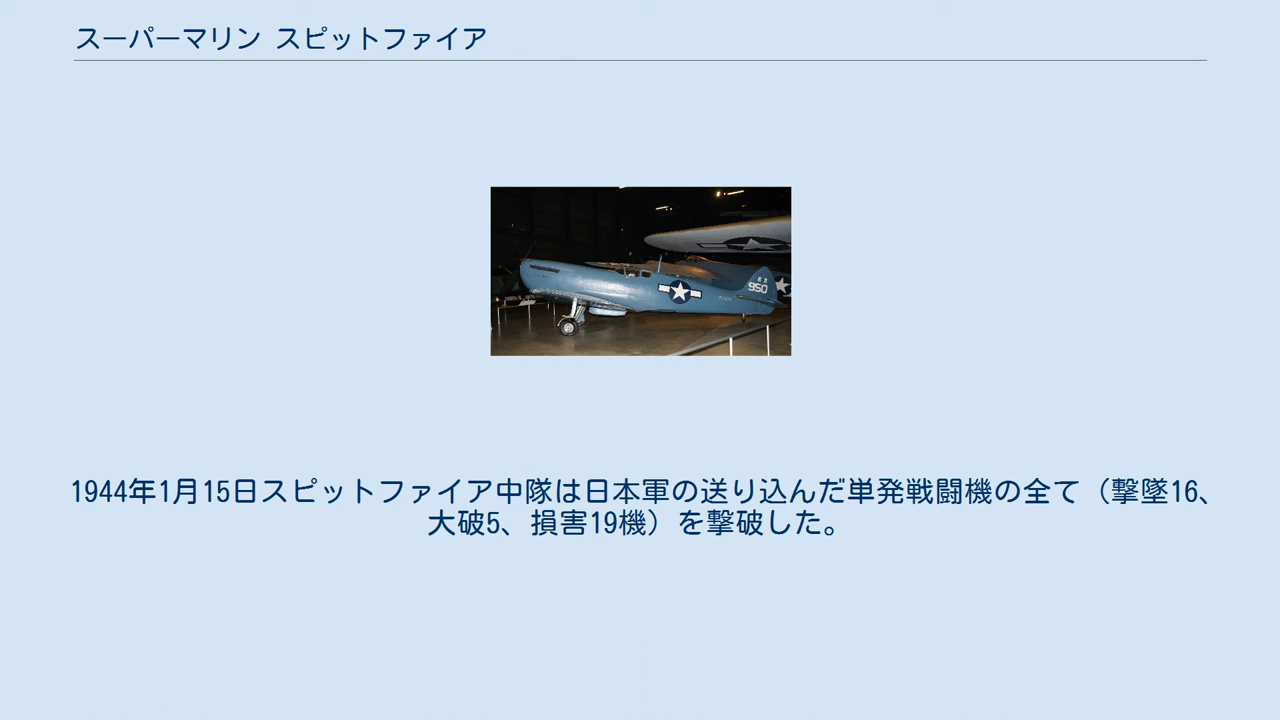 スーパーマリン スピットファイア
950
1944年1月15日スピットファイア中隊は日本軍の送り込んだ単発戦闘機の全て（撃墜16、
大破5、損害19機）を撃破した。